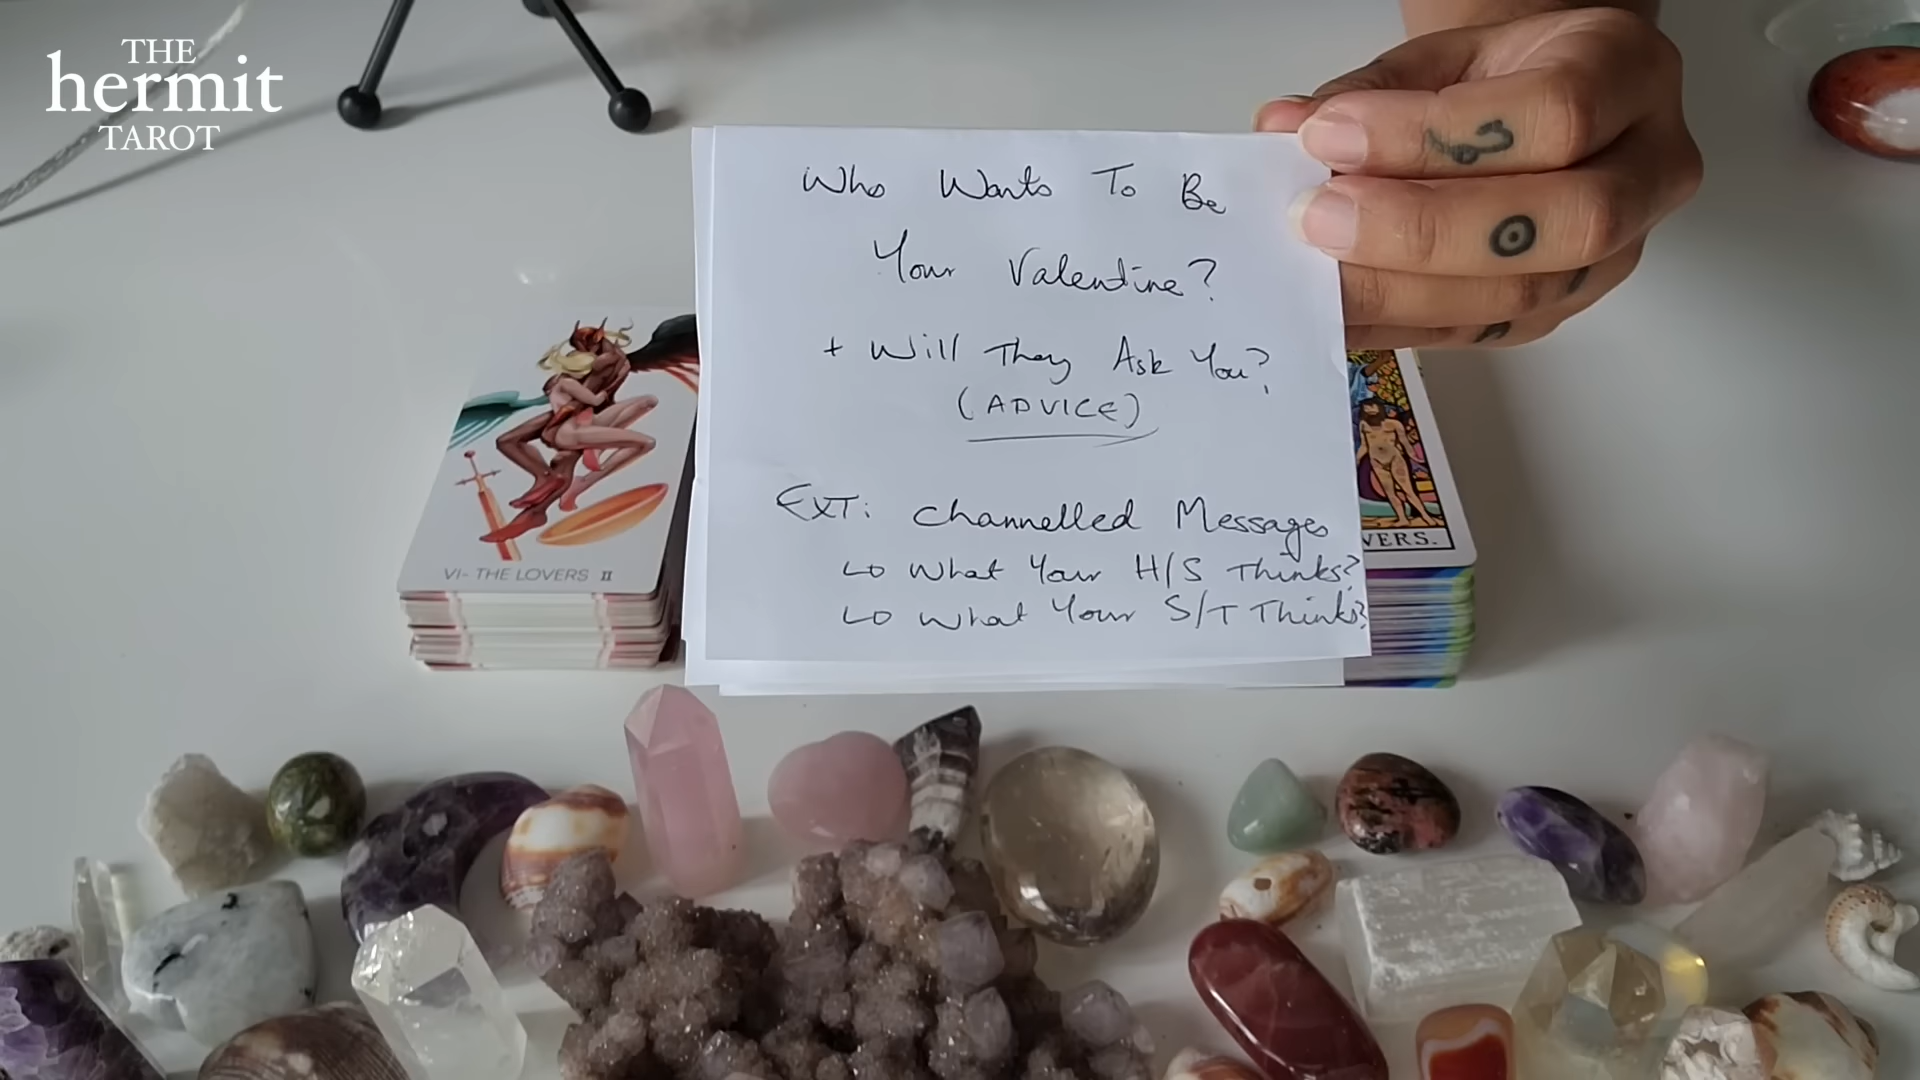 THE
hermit
TAROT
Who Wants To Be
Your Valentine?
+ Will They Ask You?
(ADVICE)
EXT: Channelled Messages
↳ What Your H/S Thinks?
↳ What Your S/T Thinks?
VI- THE LOVERS II
VERS.